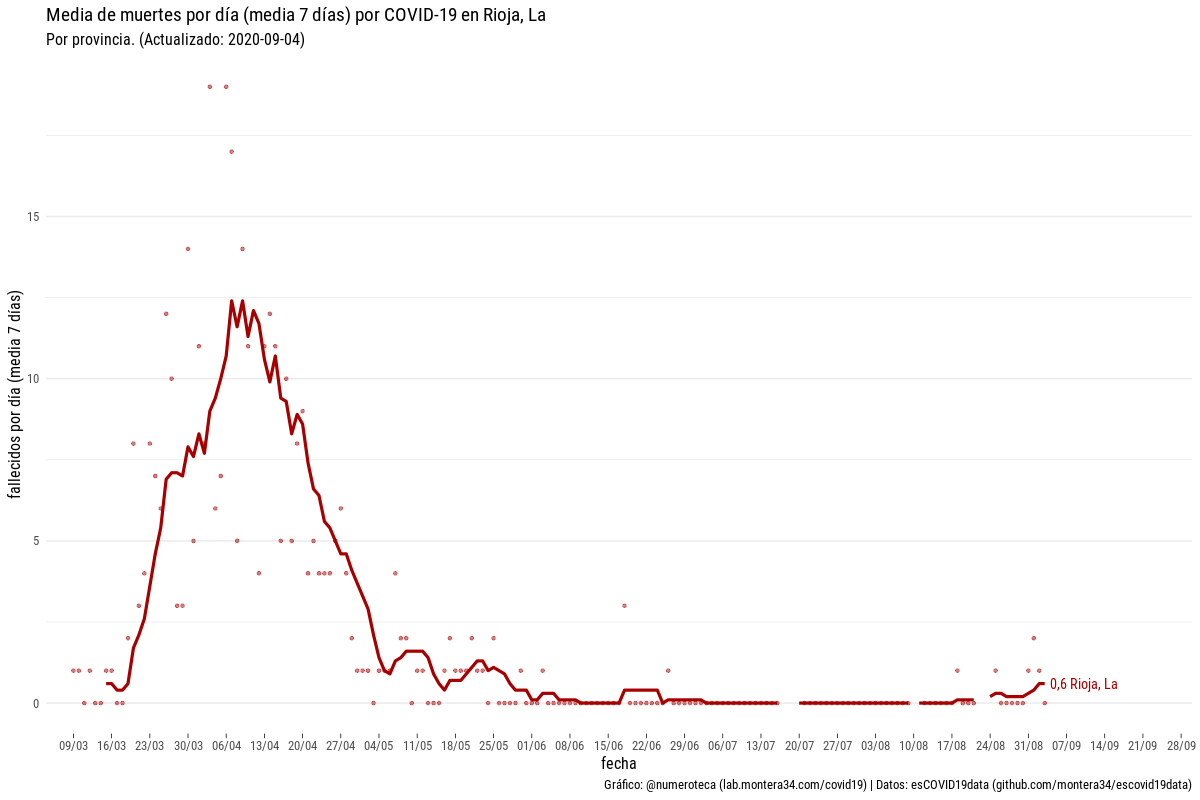 Media de muertes por día (media 7 días) por COVID-19 en Rioja, La
Por provincia. (Actualizado: 2020-09-04)
fallecidos por día (media 7 días)
15
10
5
0
0,6 Rioja, La
09/03 16/03 23/03 30/03 06/04 13/04 20/04 27/04 04/05 11/05 18/05 25/05 01/06 08/06 15/06 22/06 29/06 06/07 13/07 20/07 27/07 03/08 10/08 17/08 24/08 31/08 07/09 14/09 21/09 28/09
fecha
Gráfico: @numeroteca (lab.montera34.com/covid19) | Datos: esCOVID19data (github.com/montera34/escovid19data)